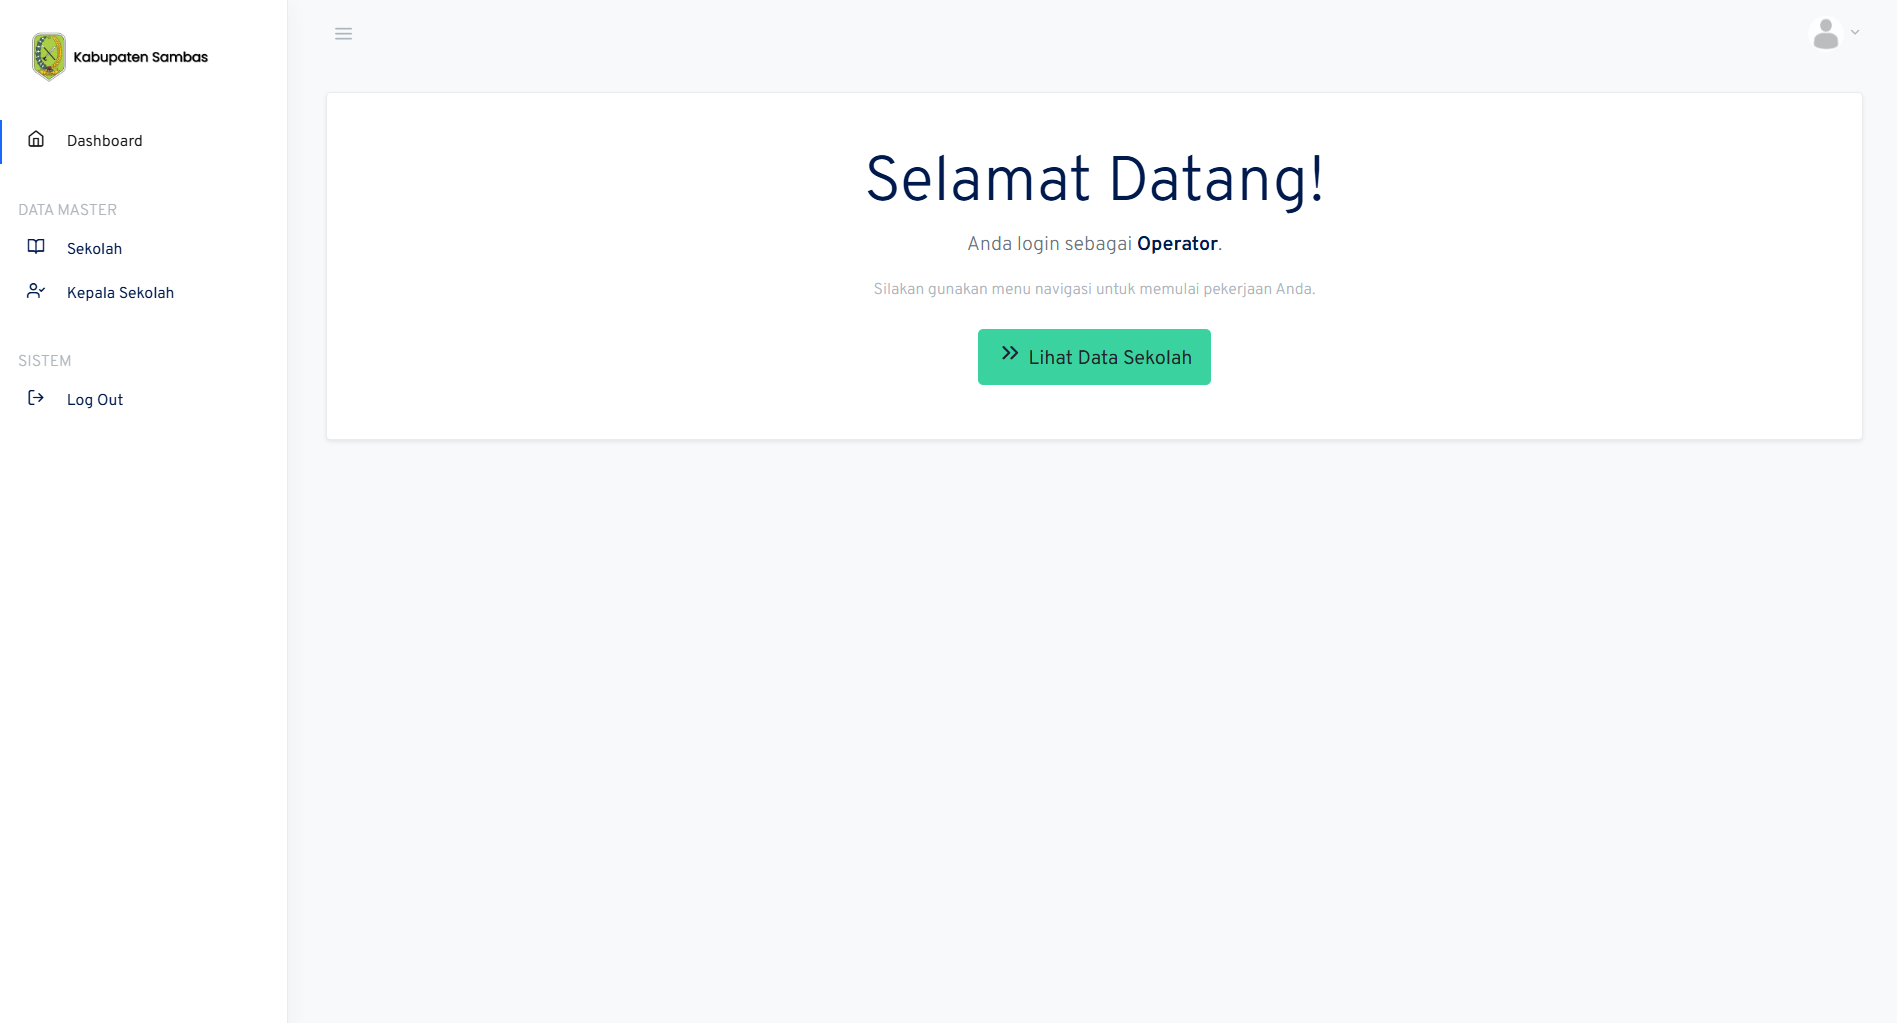 Kabupaten Sambas
Dashboard
DATA MASTER
Sekolah
Kepala Sekolah
SISTEM
Log Out
Selamat Datang!
Anda login sebagai Operator.
Silakan gunakan menu navigasi untuk memulai pekerjaan Anda.
Lihat Data Sekolah